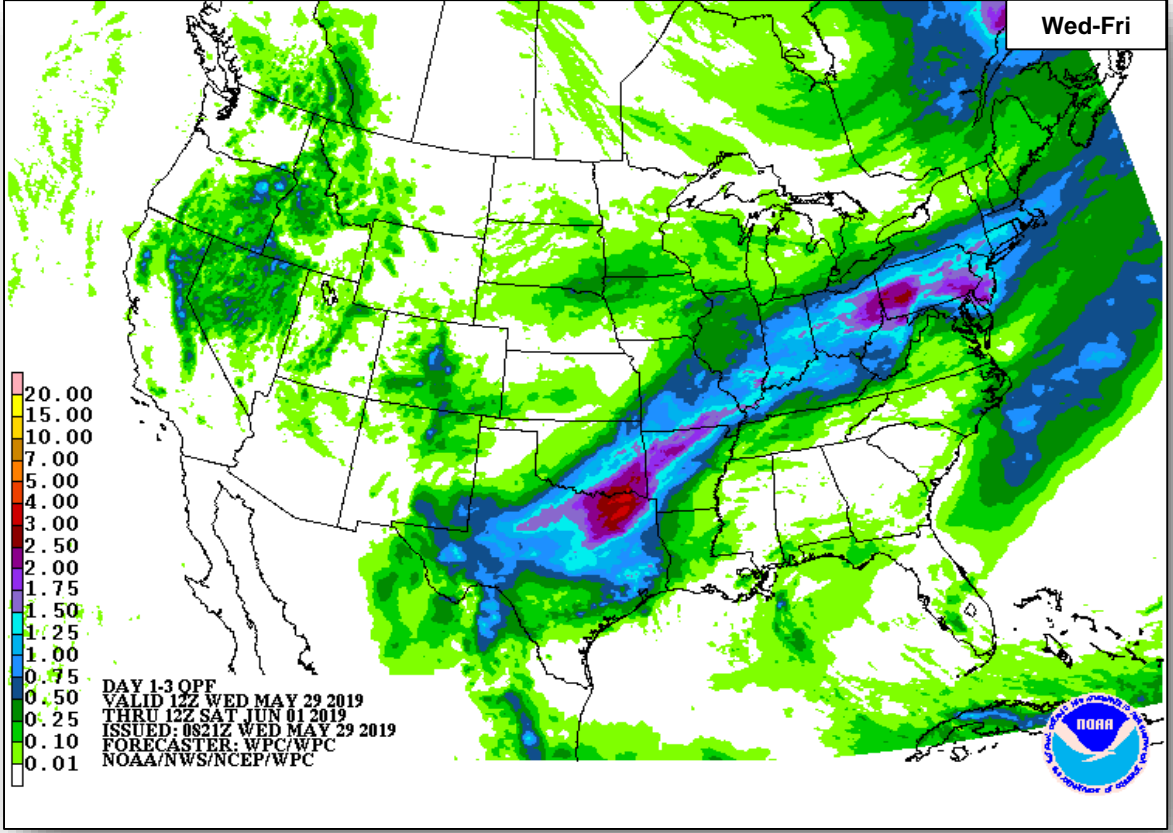 Wed-Fri
20.00
15.00
10.00
7.00
5.00
4.00
3.00
2.50
2.00
1.75
1.50
1.25
1.00
0.75
0.50
0.25
0.10
0.01
DAY 1-3 QPF
VALID 12Z WED MAY 29 2019
THRU 12Z SAT JUN 01 2019
ISSUED: 0821Z WED MAY 29 2019
FORECASTER: WPC/WPC
NOAA/NWS/NCEP/WPC
NOAA